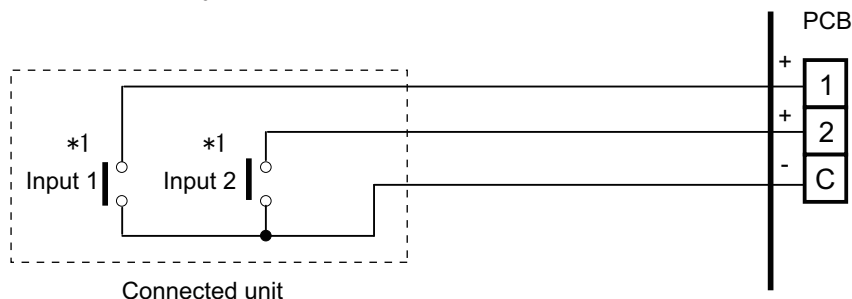 PCB
+
1
*1
*1
+
2
Input 1
Input 2
-
C
Connected unit